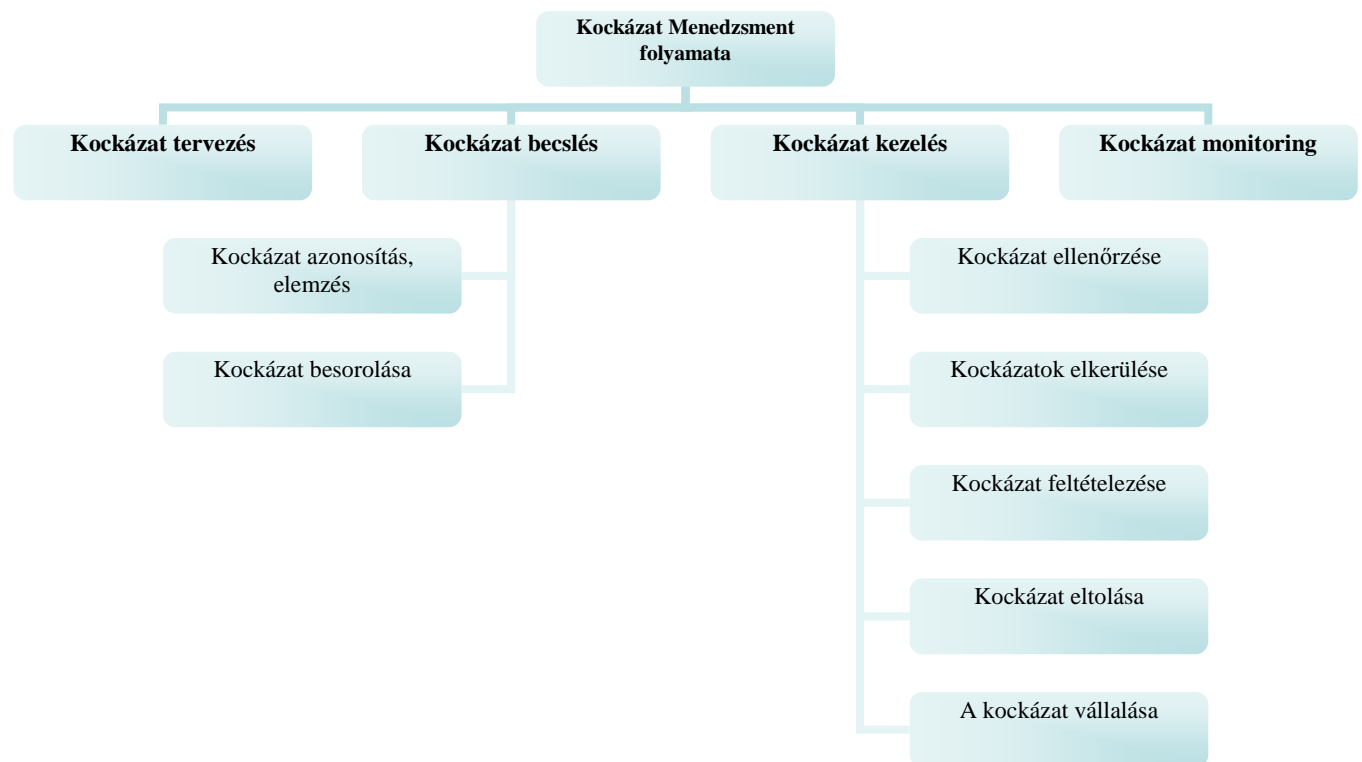 Kockázat Menedzsment
folyamata
Kockázat tervezés
Kockázat becslés
Kockázat kezelés
Kockázat monitoring
Kockázat azonosítás,
elemzés
Kockázat besorolása
Kockázat ellenőrzése
Kockázatok elkerülése
Kockázat feltételezése
Kockázat eltolása
A kockázat vállalása